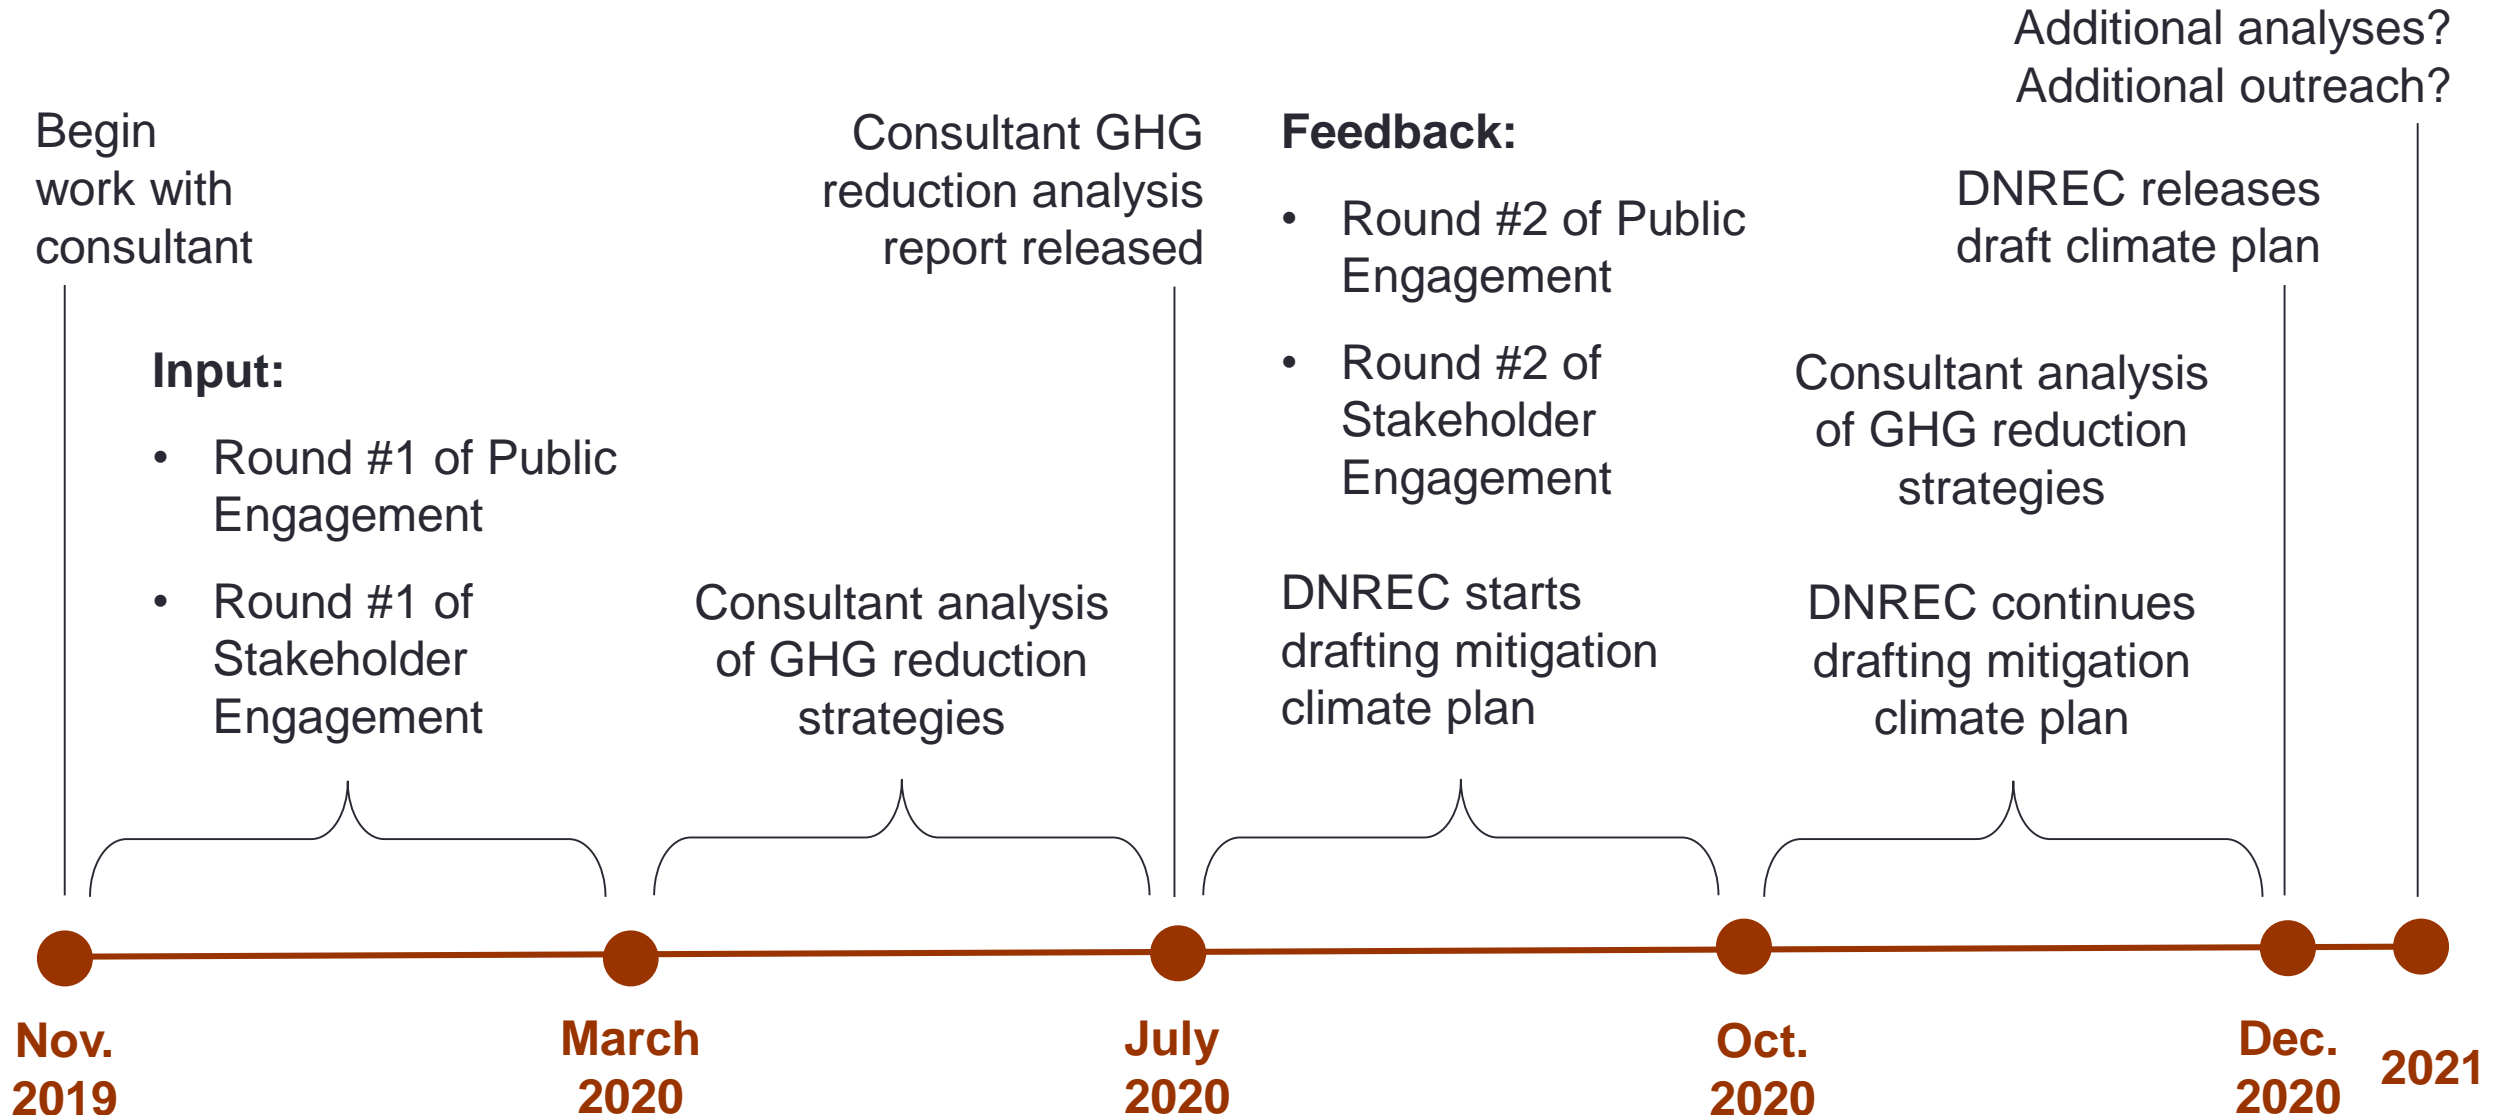 Begin
work with
consultant
Input:
• Round #1 of Public
Engagement
• Round #1 of
Stakeholder
Engagement
Consultant analysis
of GHG reduction
strategies
Consultant GHG
reduction analysis
report released
Feedback:
• Round #2 of Public
Engagement
• Round #2 of
Stakeholder
Engagement
DNREC starts
drafting mitigation
climate plan
Consultant analysis
of GHG reduction
strategies
DNREC continues
drafting mitigation
climate plan
DNREC releases
draft climate plan
Additional analyses?
Additional outreach?
Nov.
2019
March
2020
July
2020
Oct.
2020
Dec.
2020
2021